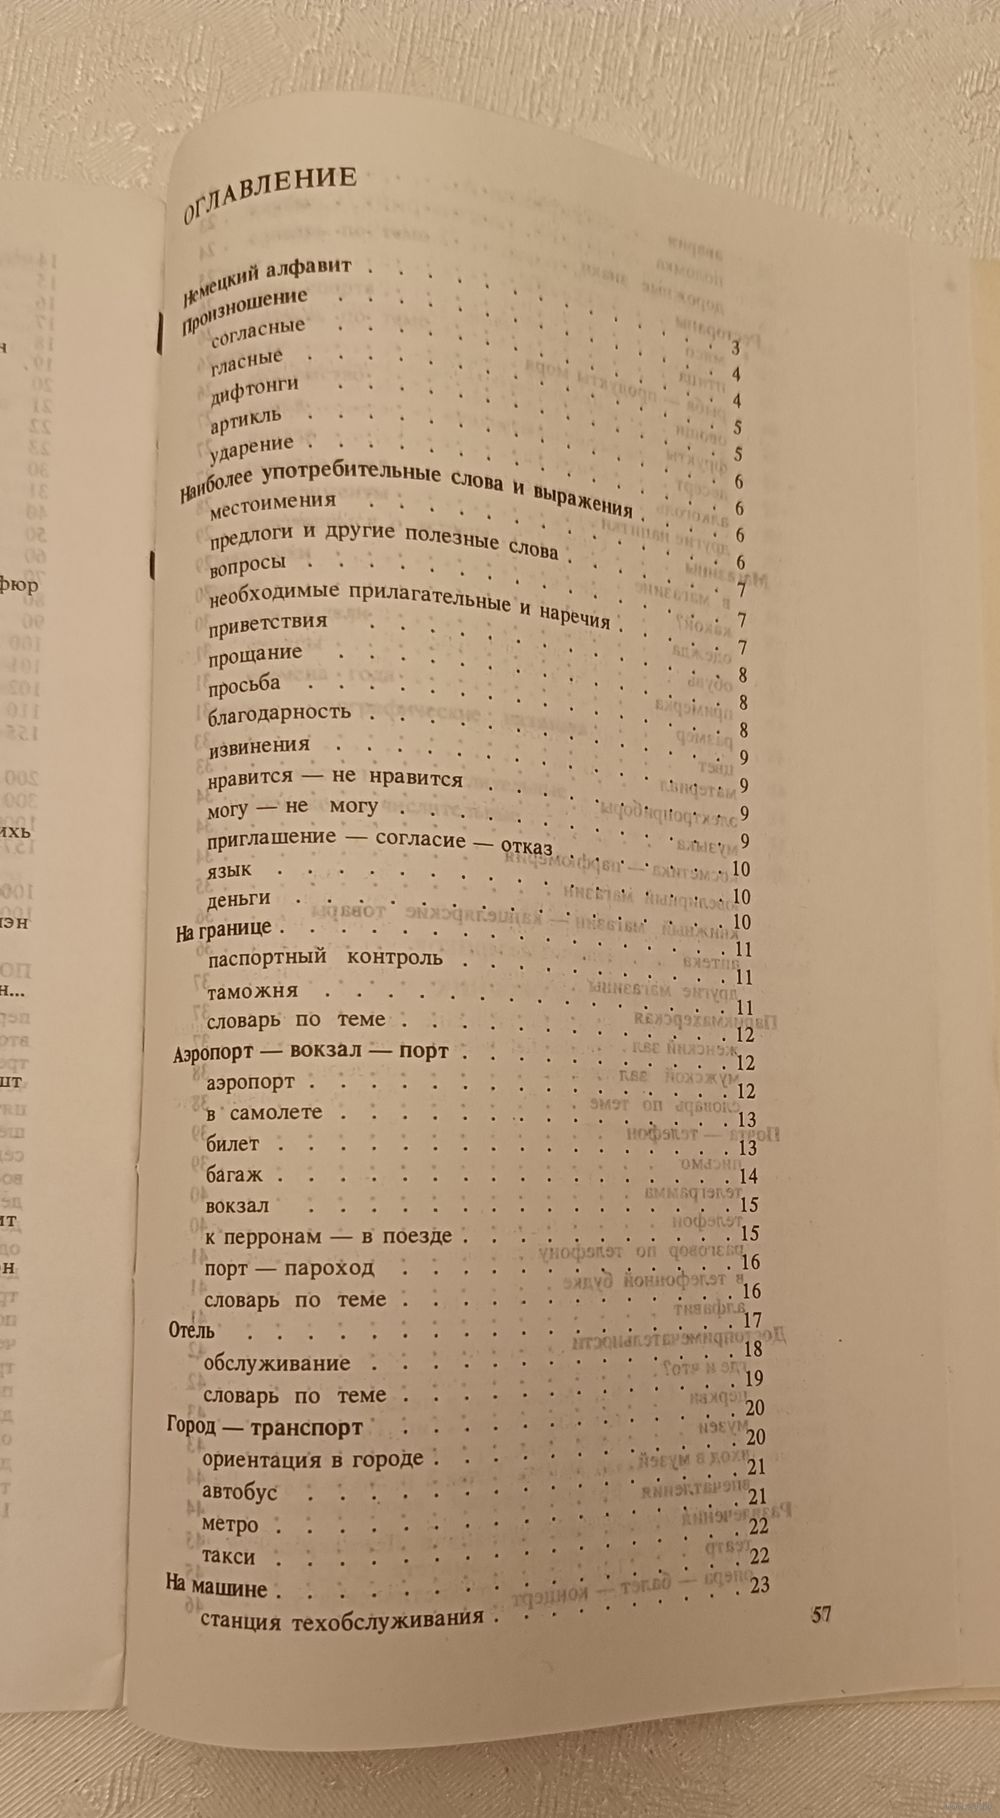 ОГЛАВЛЕНИЕ
Немецкий алфавит . . . . . . . . . . 3
Произношение . . . . . . . . . . 4
согласные . . . . . . . . . . 4
гласные . . . . . . . . . . 5
дифтонги . . . . . . . . . . 5
артикль . . . . . . . . . . 6
ударение . . . . . . . . . . 6
Наиболее употребительные слова и выражения . . . . 6
местоимения . . . . . . . . . . 6
предлоги и другие полезные слова . . . . . . 7
вопросы . . . . . . . . . . 7
необходимые прилагательные и наречия . . . . . 7
приветствия . . . . . . . . . . 8
прощание . . . . . . . . . . 8
просьба . . . . . . . . . . 8
благодарность . . . . . . . . . . 9
извинения . . . . . . . . . . 9
нравится — не нравится . . . . . . . . 9
могу — не могу . . . . . . . . . . 9
приглашение — согласие — отказ . . . . . . 10
язык . . . . . . . . . . 10
деньги . . . . . . . . . . 10
На границе . . . . . . . . . . 11
паспортный контроль . . . . . . . . . 11
таможня . . . . . . . . . . 11
словарь по теме . . . . . . . . . . 12
Аэропорт — вокзал — порт . . . . . . . . . 12
аэропорт . . . . . . . . . . 12
в самолете . . . . . . . . . . 13
билет . . . . . . . . . . 13
багаж . . . . . . . . . . 14
вокзал . . . . . . . . . . 15
к перронам — в поезде . . . . . . . . . 15
порт — пароход . . . . . . . . . . 16
словарь по теме . . . . . . . . . . 16
Отель . . . . . . . . . . 17
обслуживание . . . . . . . . . . 18
словарь по теме . . . . . . . . . . 19
Город — транспорт . . . . . . . . . . 20
ориентация в городе . . . . . . . . . . 20
автобус . . . . . . . . . . 21
метро . . . . . . . . . . 21
такси . . . . . . . . . . 22
На машине . . . . . . . . . . 22
станция техобслуживания . . . . . . . . . 23
57